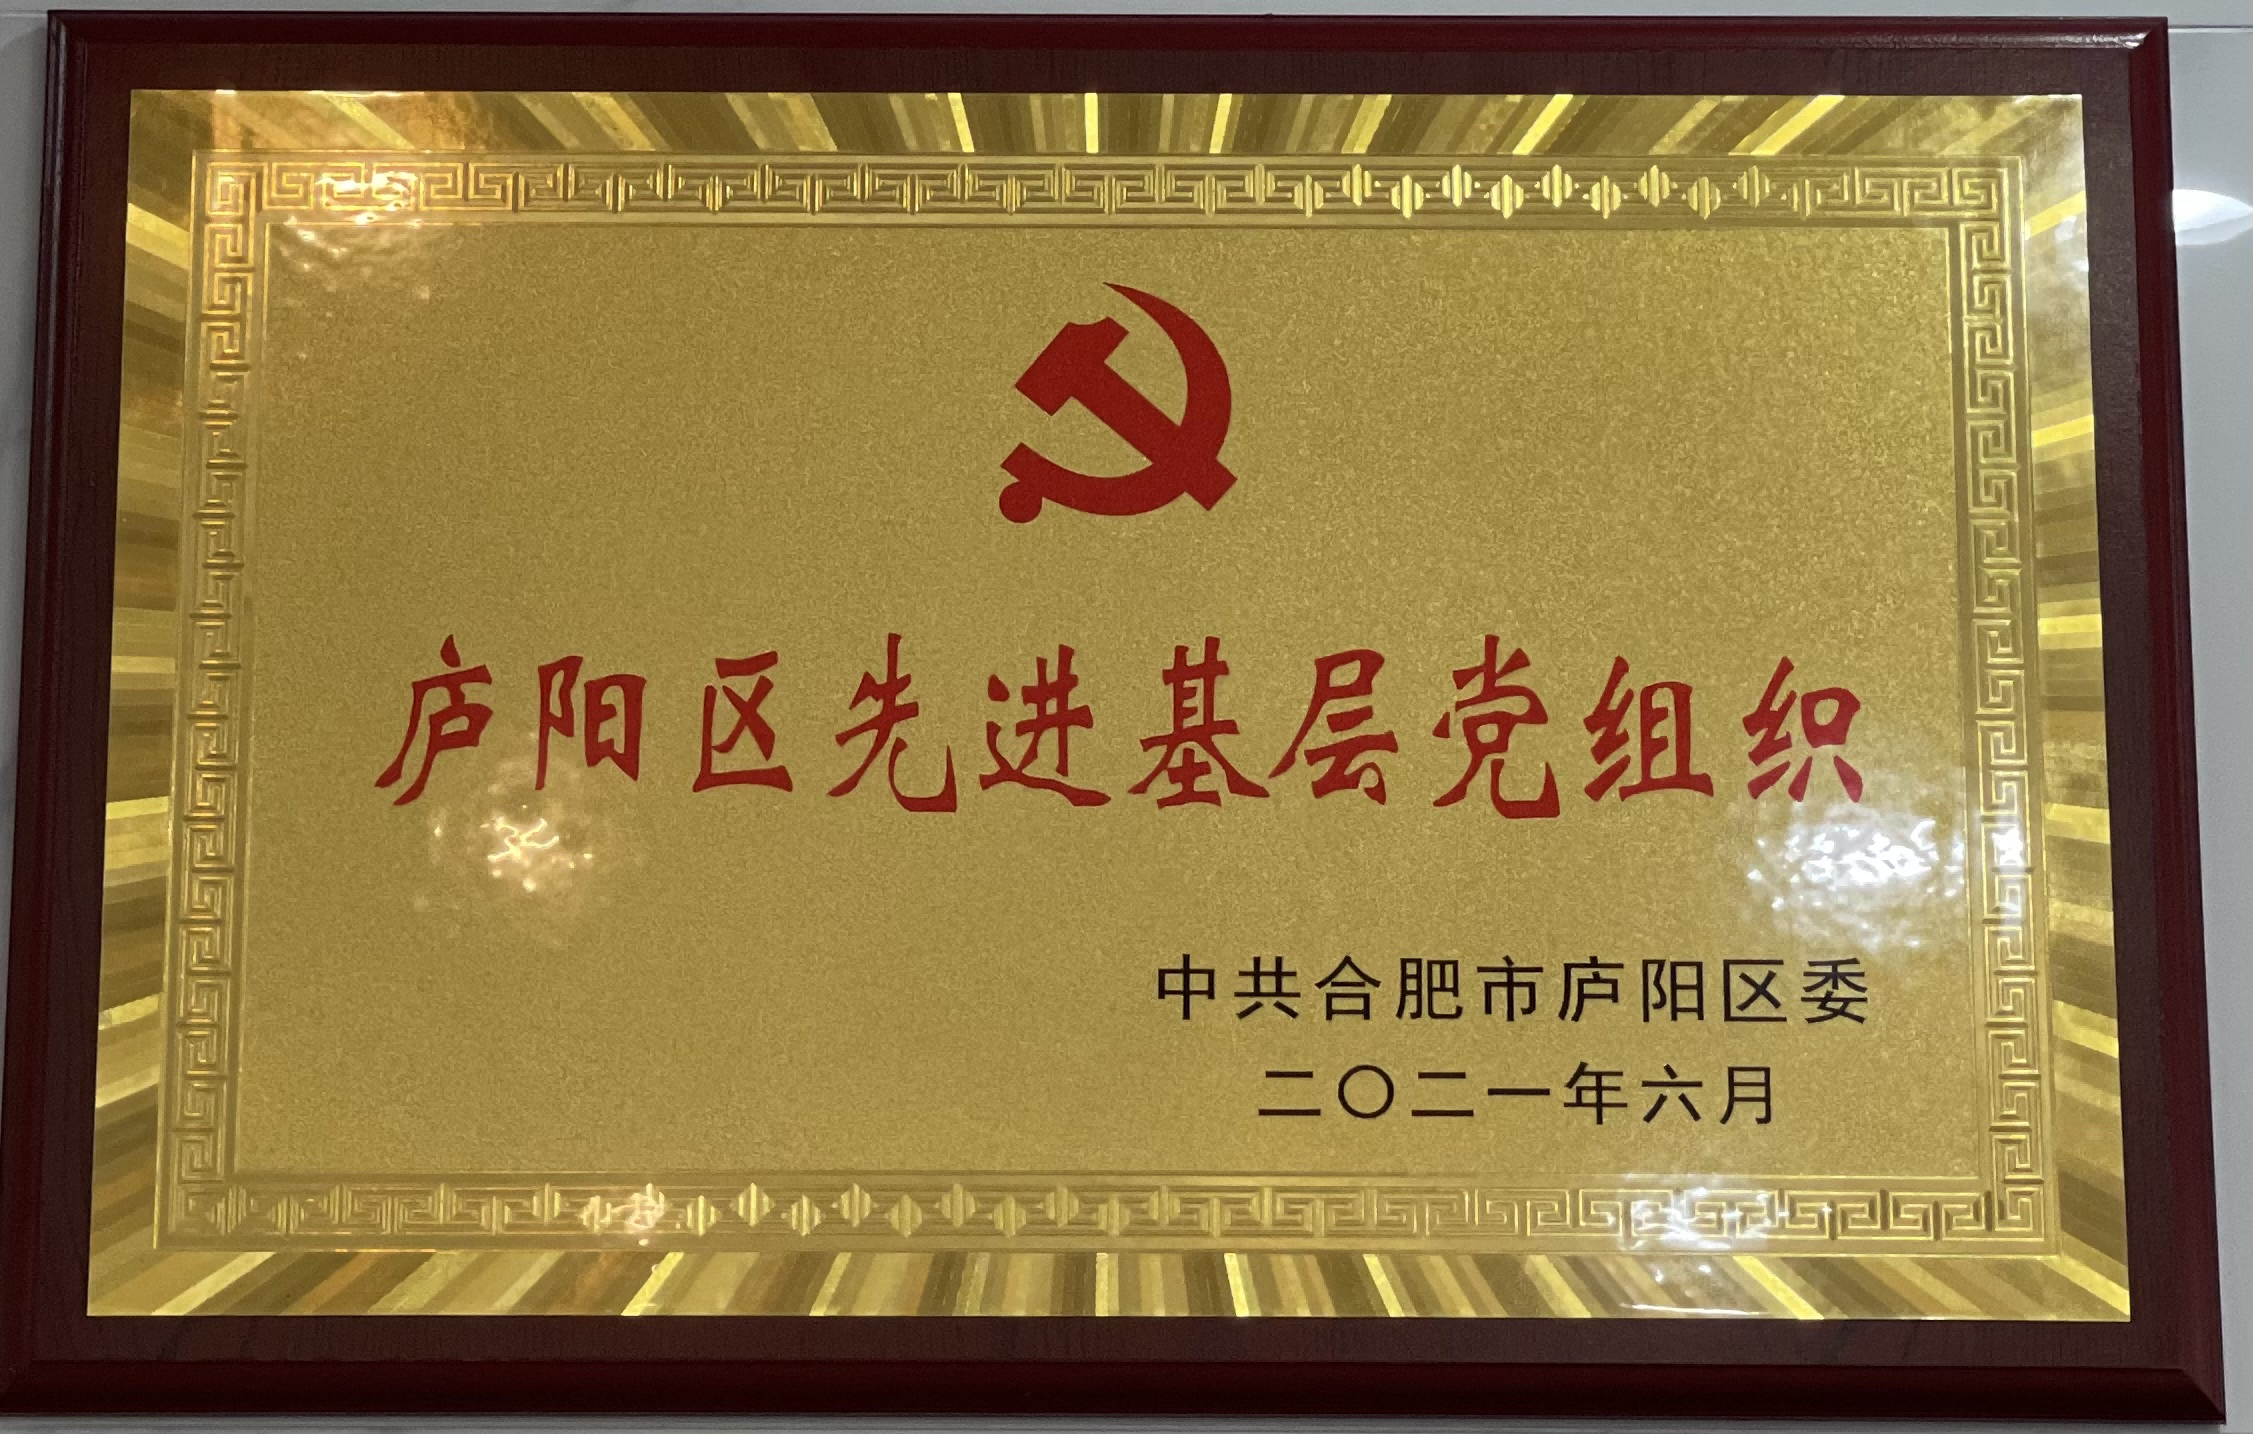 庐阳区先进基层党组织
中共合肥市庐阳区委
二〇二一年六月